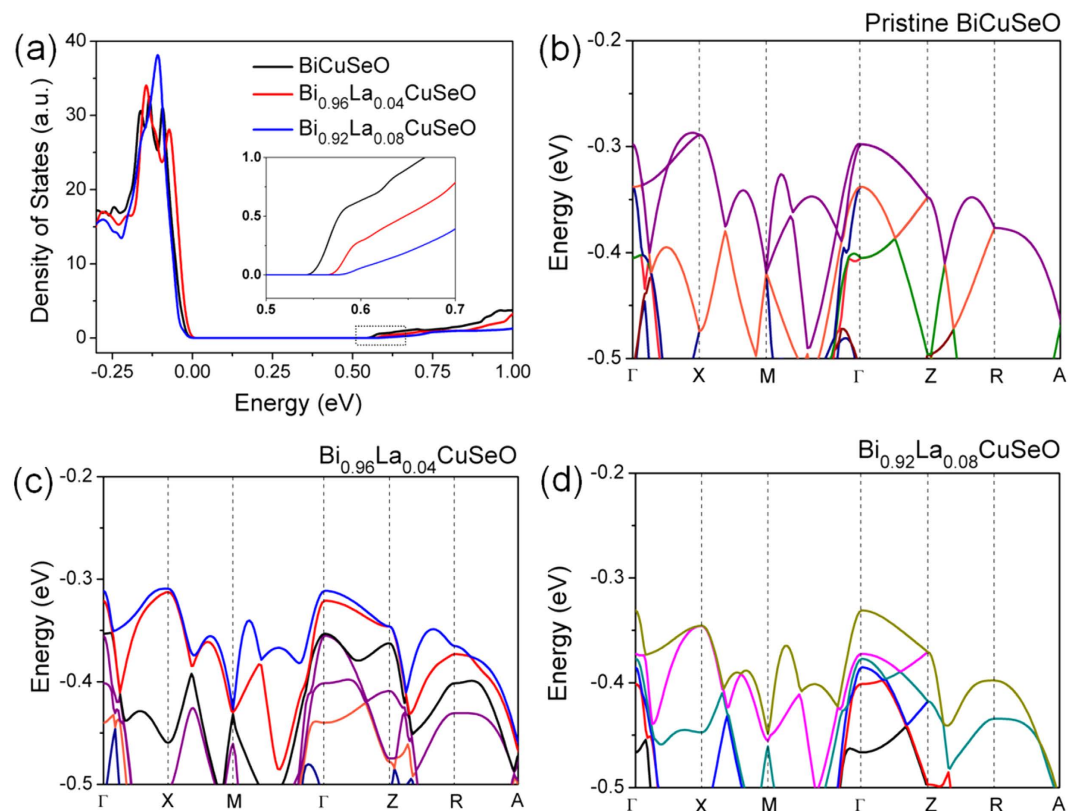 (a)
40
35
30
25
20
15
10
5
0
Density of States (a.u.)
BiCuSeO
Bi0.96La0.04CuSeO
Bi0.92La0.08CuSeO
1.0
0.5
0.0
0.5 0.6 0.7
-0.25 0.00 0.25 0.50 0.75 1.00
Energy (eV)
(b)
Pristine BiCuSeO
-0.2
-0.3
-0.4
-0.5
Energy (eV)
Γ X M Γ Z R A
(c)
Bi0.96La0.04CuSeO
-0.2
-0.3
-0.4
-0.5
Energy (eV)
Γ X M Γ Z R A
(d)
Bi0.92La0.08CuSeO
-0.2
-0.3
-0.4
-0.5
Energy (eV)
Γ X M Γ Z R A